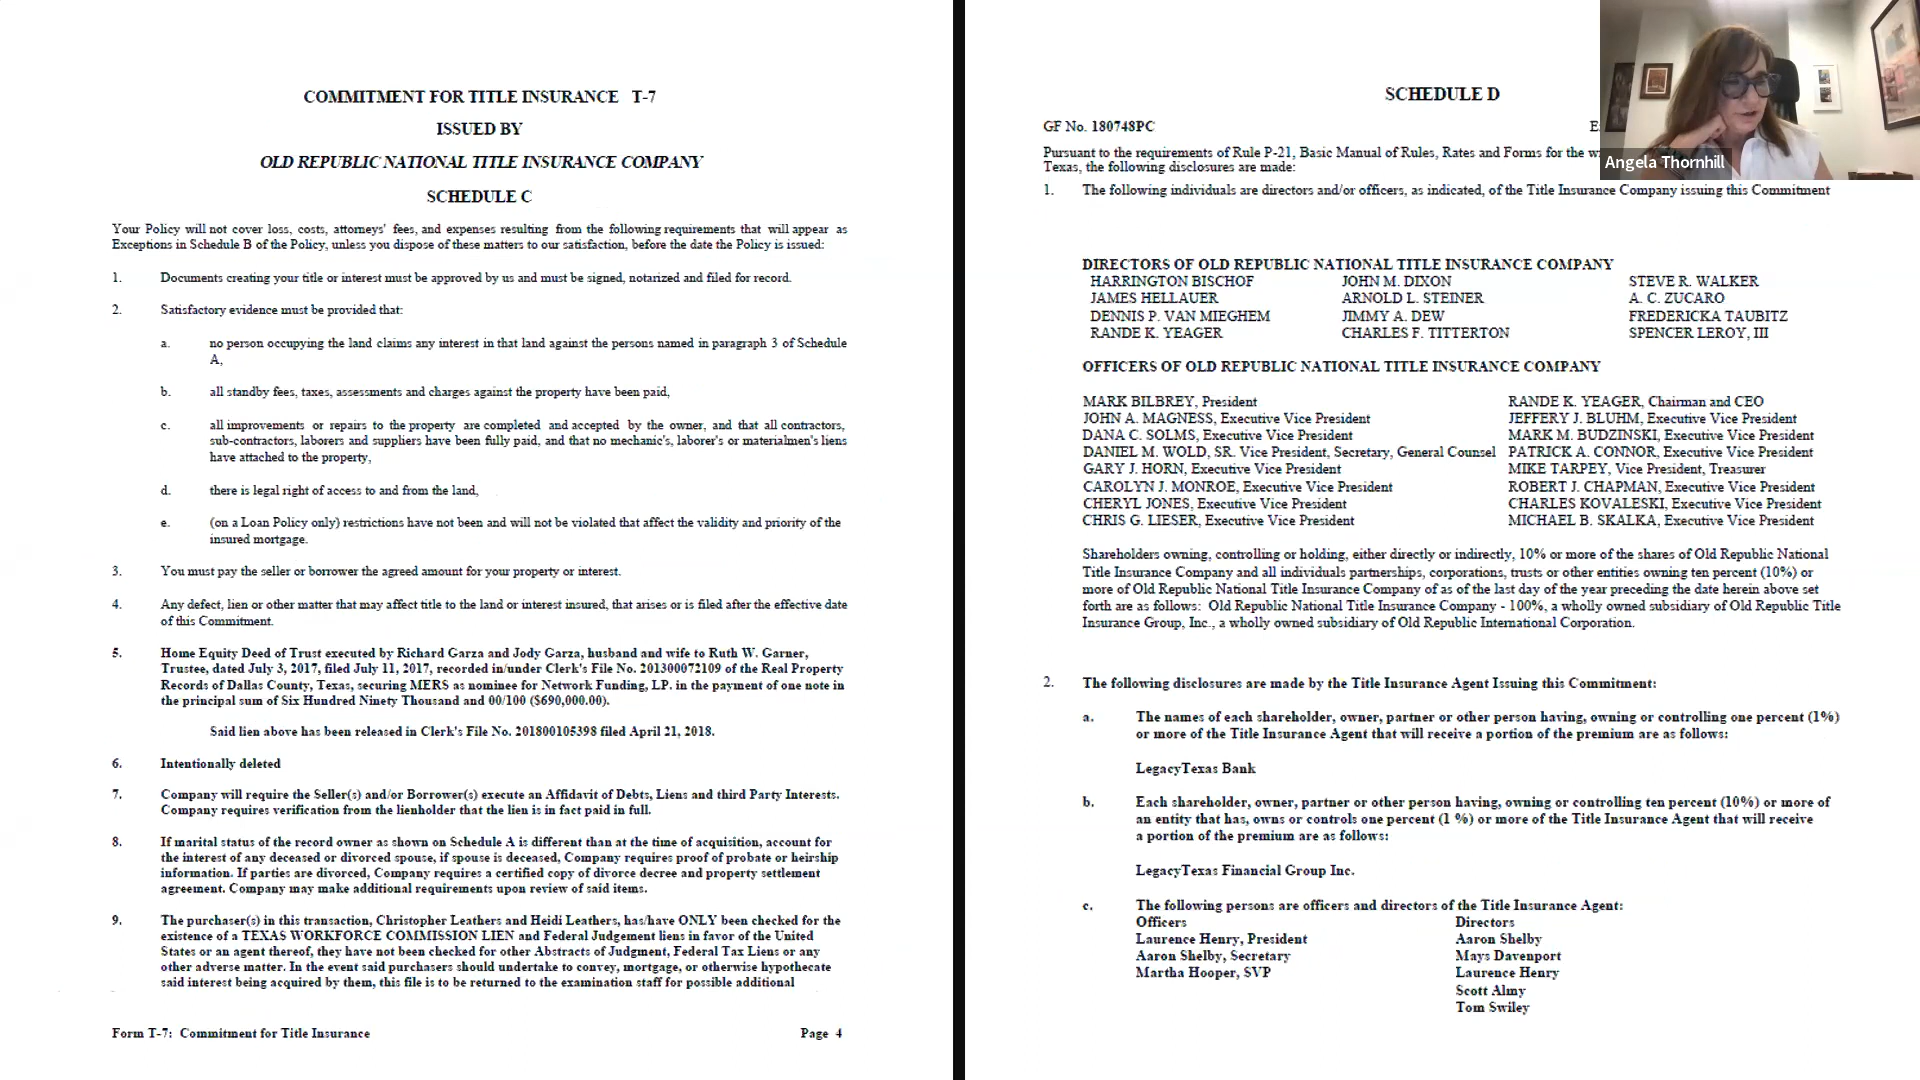 COMMITMENT FOR TITLE INSURANCE T-7
ISSUED BY
OLD REPUBLIC NATIONAL TITLE INSURANCE COMPANY
SCHEDULE C
Your Policy will not cover loss, costs, attorneys' fees, and expenses resulting from the following requirements that will appear as
Exceptions in Schedule B of the Policy, unless you dispose of these matters to our satisfaction, before the date the Policy is issued:
1. Documents creating your title or interest must be approved by us and must be signed, notarized and filed for record.
2. Satisfactory evidence must be provided that:
a. no person occupying the land claims any interest in that land against the persons named in paragraph 3 of Schedule
A,
b. all standby fees, taxes, assessments and charges against the property have been paid,
c. all improvements or repairs to the property are completed and accepted by the owner, and that all contractors,
sub-contractors, laborers and suppliers have been fully paid, and that no mechanic's, laborer's or materialmen's liens
have attached to the property,
d. there is legal right of access to and from the land,
e. (on a Loan Policy only) restrictions have not been and will not be violated that affect the validity and priority of the
insured mortgage.
3. You must pay the seller or borrower the agreed amount for your property or interest.
4. Any defect, lien or other matter that may affect title to the land or interest insured, that arises or is filed after the effective date
of this Commitment.
5. Home Equity Deed of Trust executed by Richard Garza and Jody Garza, husband and wife to Ruth W. Garner,
Trustee, dated July 3, 2017, filed July 11, 2017, recorded in/under Clerk's File No. 201300072109 of the Real Property
Records of Dallas County, Texas, securing MERS as nominee for Network Funding, LP. in the payment of one note in
the principal sum of Six Hundred Ninety Thousand and 00/100 ($690,000.00).
Said lien above has been released in Clerk's File No. 201800105398 filed April 21, 2018.
6. Intentionally deleted
7. Company will require the Seller(s) and/or Borrower(s) execute an Affidavit of Debts, Liens and third Party Interests.
Company requires verification from the lienholder that the lien is in fact paid in full.
8. If marital status of the record owner as shown on Schedule A is different than at the time of acquisition, account for
the interest of any deceased or divorced spouse, if spouse is deceased, Company requires proof of probate or heirship
information. If parties are divorced, Company requires a certified copy of divorce decree and property settlement
agreement. Company may make additional requirements upon review of said items.
9. The purchaser(s) in this transaction, Christopher Leathers and Heidi Leathers, has/have ONLY been checked for the
existence of a TEXAS WORKFORCE COMMISSION LIEN and Federal Judgement liens in favor of the United
States or an agent thereof, they have not been checked for other Abstracts of Judgment, Federal Tax Liens or any
other adverse matter. In the event said purchasers should undertake to convey, mortgage, or otherwise hypothecate
said interest being acquired by them, this file is to be returned to the examination staff for possible additional
Form T-7: Commitment for Title Insurance Page 4
SCHEDULE D
GF No. 180748PC E
Pursuant to the requirements of Rule P-21, Basic Manual of Rules, Rates and Forms for the w
Texas, the following disclosures are made:
1. The following individuals are directors and/or officers, as indicated, of the Title Insurance Company issuing this Commitment
DIRECTORS OF OLD REPUBLIC NATIONAL TITLE INSURANCE COMPANY
HARRINGTON BISCHOF JOHN M. DIXON STEVE R. WALKER
JAMES HELLAUER ARNOLD L. STEINER A. C. ZUCARO
DENNIS P. VAN MIEGHEM JIMMY A. DEW FREDERICKA TAUBITZ
RANDE K. YEAGER CHARLES F. TITTERTON SPENCER LEROY, III
OFFICERS OF OLD REPUBLIC NATIONAL TITLE INSURANCE COMPANY
MARK BILBREY, President RANDE K. YEAGER, Chairman and CEO
JOHN A. MAGNESS, Executive Vice President JEFFERY J. BLUHM, Executive Vice President
DANA C. SOLMS, Executive Vice President MARK M. BUDZINSKI, Executive Vice President
DANIEL M. WOLD, SR. Vice President, Secretary, General Counsel PATRICK A. CONNOR, Executive Vice President
GARY J. HORN, Executive Vice President MIKE TARPEY, Vice President, Treasurer
CAROLYN J. MONROE, Executive Vice President ROBERT J. CHAPMAN, Executive Vice President
CHERYL JONES, Executive Vice President CHARLES KOVALESKI, Executive Vice President
CHRIS G. LIESER, Executive Vice President MICHAEL B. SKALKA, Executive Vice President
Shareholders owning, controlling or holding, either directly or indirectly, 10% or more of the shares of Old Republic National
Title Insurance Company and all individuals partnerships, corporations, trusts or other entities owning ten percent (10%) or
more of Old Republic National Title Insurance Company of as of the last day of the year preceding the date herein above set
forth are as follows: Old Republic National Title Insurance Company - 100%, a wholly owned subsidiary of Old Republic Title
Insurance Group, Inc., a wholly owned subsidiary of Old Republic International Corporation.
2. The following disclosures are made by the Title Insurance Agent Issuing this Commitment:
a. The names of each shareholder, owner, partner or other person having, owning or controlling one percent (1%)
or more of the Title Insurance Agent that will receive a portion of the premium are as follows:
LegacyTexas Bank
b. Each shareholder, owner, partner or other person having, owning or controlling ten percent (10%) or more of
an entity that has, owns or controls one percent (1 %) or more of the Title Insurance Agent that will receive
a portion of the premium are as follows:
LegacyTexas Financial Group Inc.
c. The following persons are officers and directors of the Title Insurance Agent:
Officers Directors
Laurence Henry, President Aaron Shelby
Aaron Shelby, Secretary Mays Davenport
Martha Hooper, SVP Laurence Henry
Scott Almy
Tom Swiley
Angela Thornhill